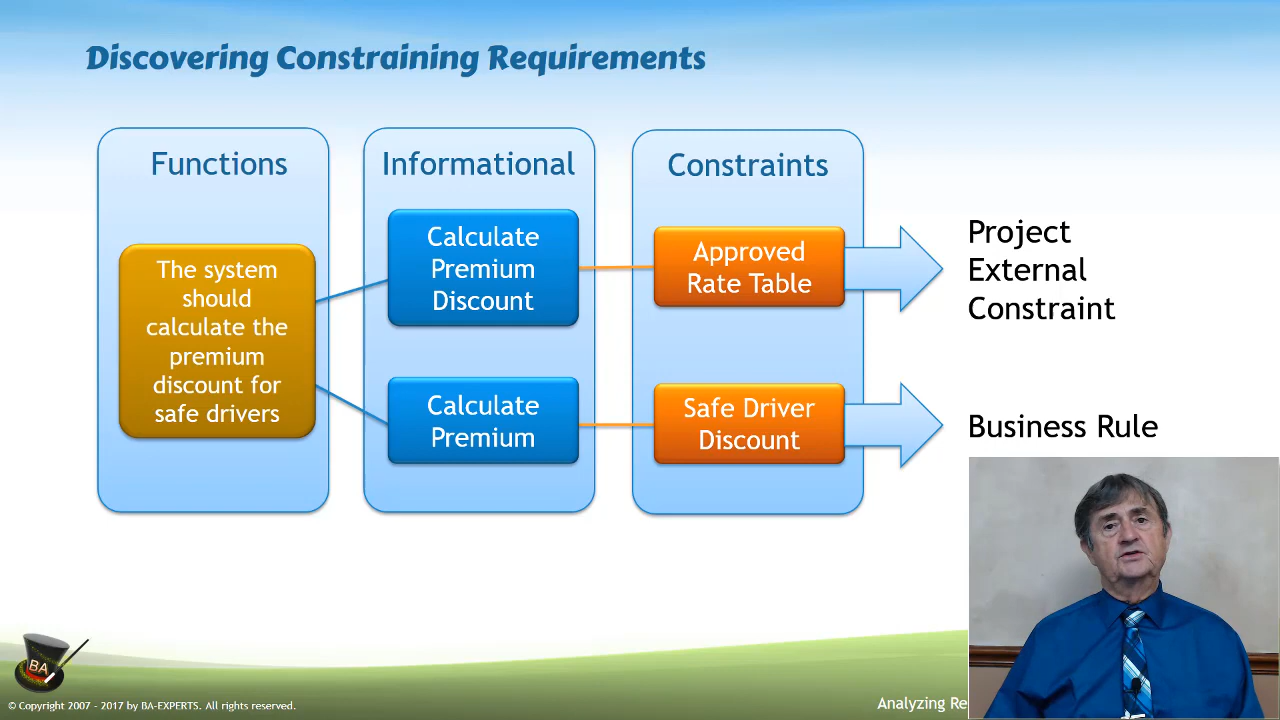 Discovering Constraining Requirements
Functions
The system
should
calculate the
premium
discount for
safe drivers
Informational
Calculate
Premium
Discount
Calculate
Premium
Constraints
Approved
Rate Table
Safe Driver
Discount
Project
External
Constraint
Business Rule
BA
© Copyright 2007 - 2017 by BA-EXPERTS. All rights reserved.
Analyzing Re